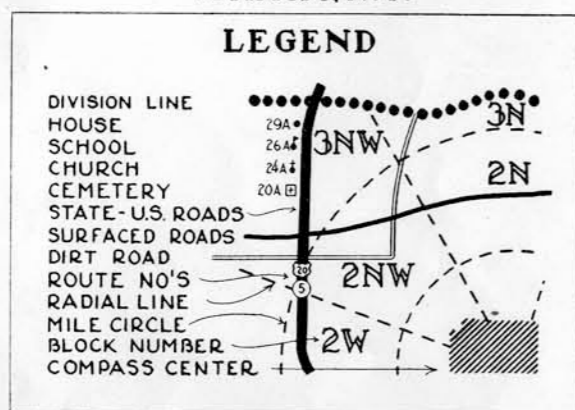 LEGEND
DIVISION LINE
HOUSE 29A
SCHOOL 26A
CHURCH 24A
CEMETERY 20A
STATE - U.S. ROADS
SURFACED ROADS
DIRT ROAD
ROUTE NO'S 20
RADIAL LINE 5
MILE CIRCLE
BLOCK NUMBER
COMPASS CENTER
3NW
3N
2N
2NW
2W